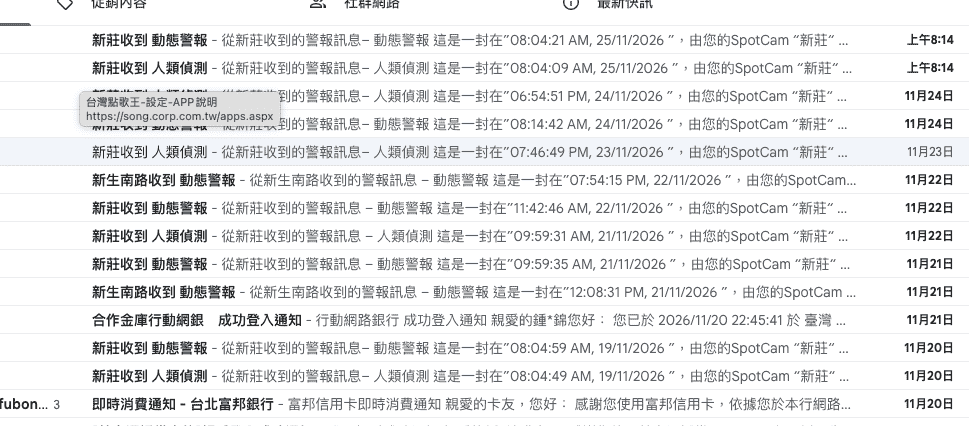 促銷內容 社群網路 最新快訊
新莊收到 動態警報 - 從新莊收到的警報訊息– 動態警報 這是一封在"08:04:21 AM, 25/11/2026 ",由您的SpotCam "新莊" ... 上午8:14
新莊收到 人類偵測 - 從新莊收到的警報訊息– 人類偵測 這是一封在"08:04:09 AM, 25/11/2026 ",由您的SpotCam "新莊" ... 上午8:14
新莊收到 人類偵測 - 從新莊收到的警報訊息– 人類偵測 這是一封在"06:54:51 PM, 24/11/2026 ",由您的SpotCam "新莊" ... 11月24日
台灣點歌王-設定-APP說明
https://song.corp.com.tw/apps.aspx
新莊收到 動態警報 - 從新莊收到的警報訊息– 動態警報 這是一封在"08:14:42 AM, 24/11/2026 ",由您的SpotCam "新莊" ... 11月24日
新莊收到 人類偵測 - 從新莊收到的警報訊息– 人類偵測 這是一封在"07:46:49 PM, 23/11/2026 ",由您的SpotCam "新莊" ... 11月23日
新生南路收到 動態警報 - 從新生南路收到的警報訊息 – 動態警報 這是一封在"07:54:15 PM, 22/11/2026 ",由您的SpotCam... 11月22日
新莊收到 動態警報 - 從新莊收到的警報訊息 – 動態警報 這是一封在"11:42:46 AM, 22/11/2026 ",由您的SpotCam "新莊" ... 11月22日
新莊收到 人類偵測 - 從新莊收到的警報訊息 – 人類偵測 這是一封在"09:59:31 AM, 21/11/2026 ",由您的SpotCam "新莊" ... 11月22日
新莊收到 動態警報 - 從新莊收到的警報訊息 – 動態警報 這是一封在"09:59:35 AM, 21/11/2026 ",由您的SpotCam "新莊" ... 11月21日
新生南路收到 動態警報 - 從新生南路收到的警報訊息 – 動態警報 這是一封在"12:08:31 PM, 21/11/2026 ",由您的SpotCam ... 11月21日
合作金庫行動網銀 成功登入通知 - 行動網路銀行 成功登入通知 親愛的鍾*錦您好: 您已於 2026/11/20 22:45:41 於 臺灣 ... 11月21日
新莊收到 動態警報 - 從新莊收到的警報訊息– 動態警報 這是一封在"08:04:59 AM, 19/11/2026 ",由您的SpotCam "新莊" ... 11月20日
新莊收到 人類偵測 - 從新莊收到的警報訊息– 人類偵測 這是一封在"08:04:49 AM, 19/11/2026 ",由您的SpotCam "新莊" ... 11月20日
fubon... 3 即時消費通知 - 台北富邦銀行 - 富邦信用卡即時消費通知 親愛的卡友,您好: 感謝您使用富邦信用卡,依據您於本行網路... 11月20日